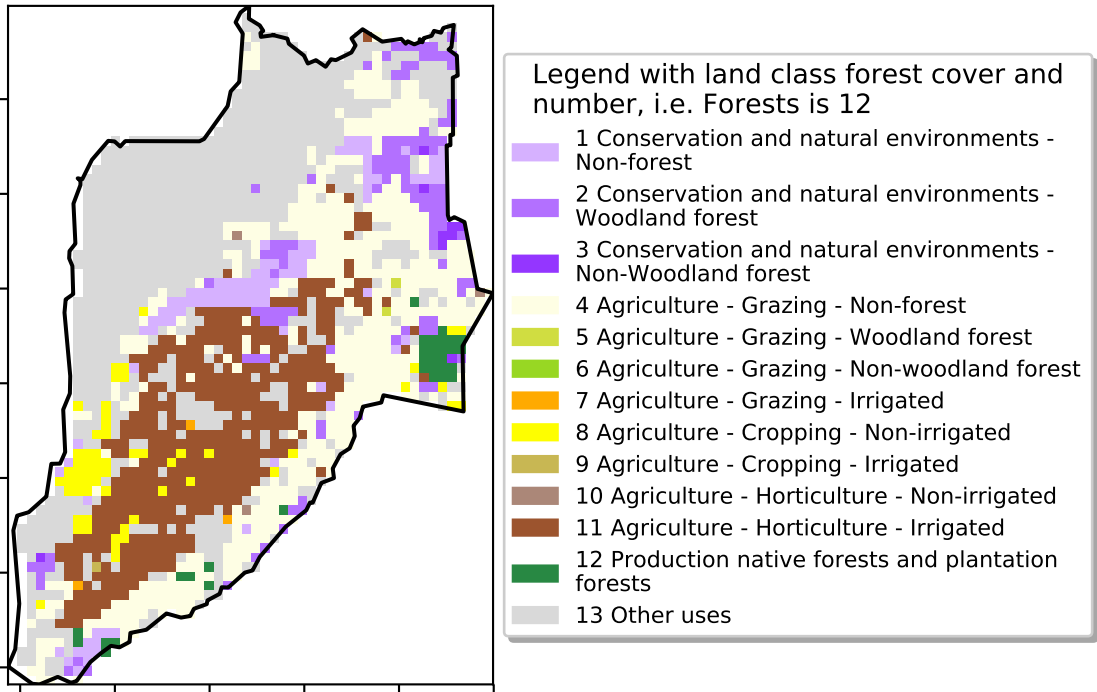 Legend with land class forest cover and
number, i.e. Forests is 12
1 Conservation and natural environments -
Non-forest
2 Conservation and natural environments -
Woodland forest
3 Conservation and natural environments -
Non-Woodland forest
4 Agriculture - Grazing - Non-forest
5 Agriculture - Grazing - Woodland forest
6 Agriculture - Grazing - Non-woodland forest
7 Agriculture - Grazing - Irrigated
8 Agriculture - Cropping - Non-irrigated
9 Agriculture - Cropping - Irrigated
10 Agriculture - Horticulture - Non-irrigated
11 Agriculture - Horticulture - Irrigated
12 Production native forests and plantation
forests
13 Other uses